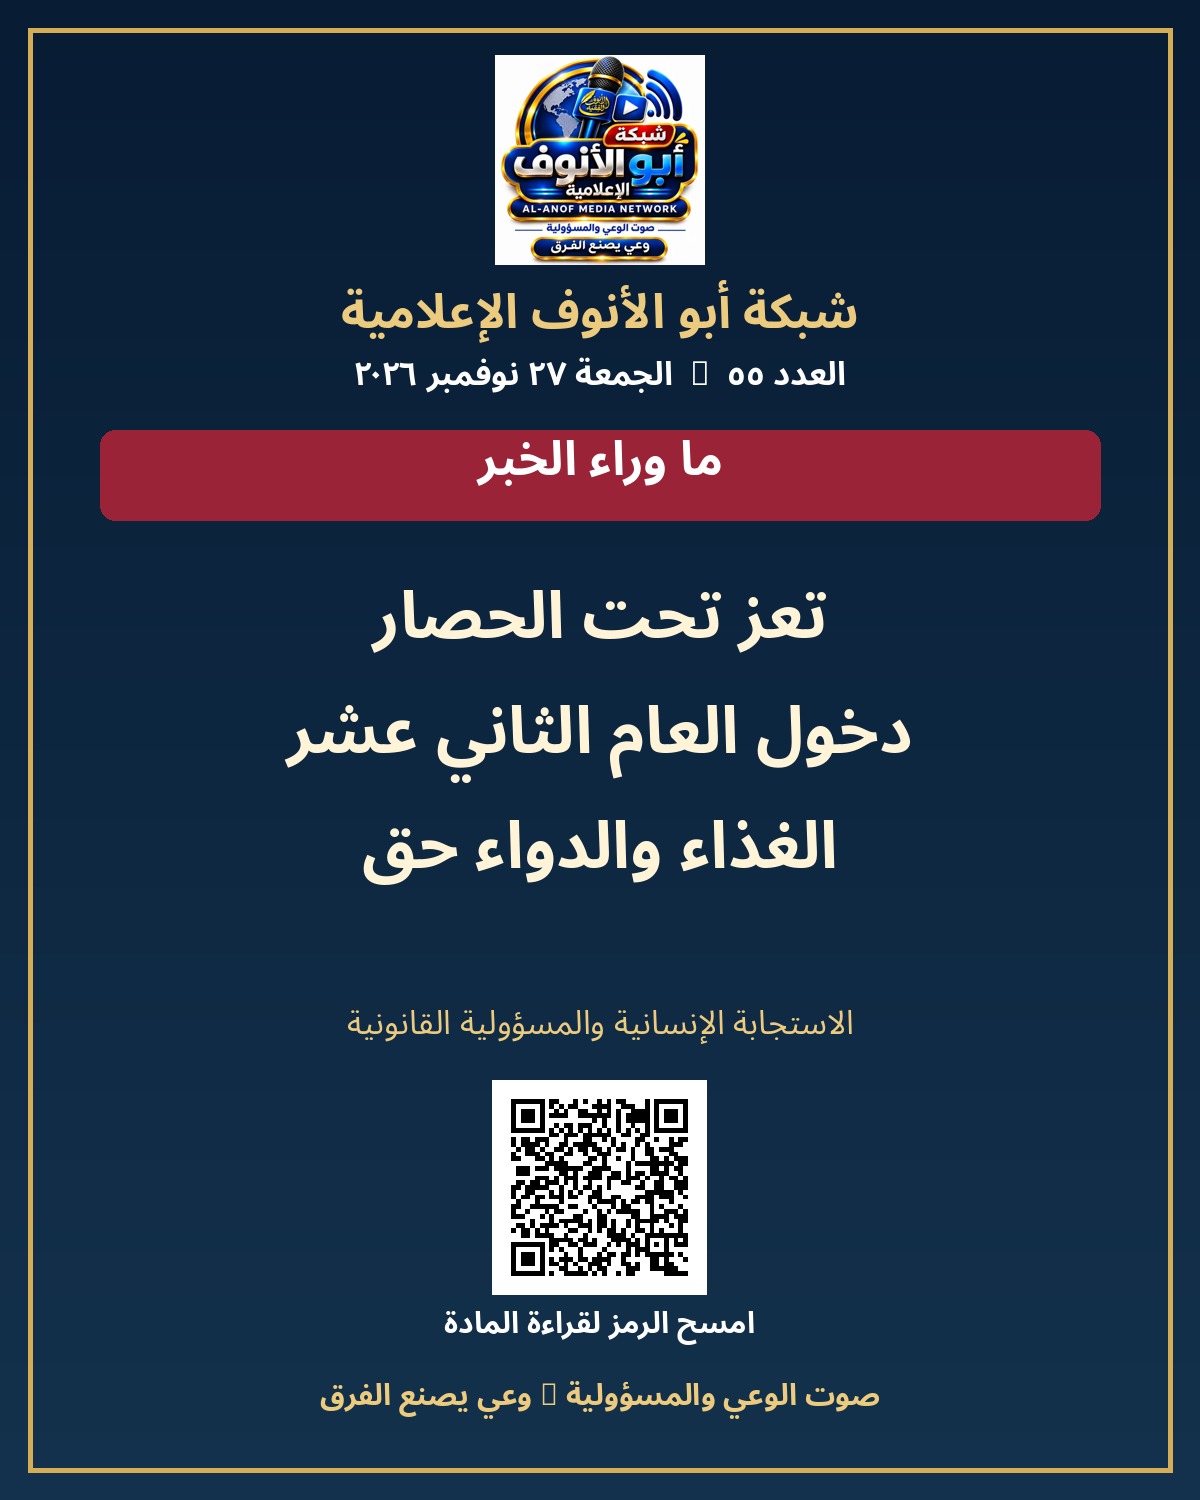 شبكة
أبو الأنوف
الإعلامية
AL-ANOF MEDIA NETWORK
صوت الوعي والمسؤولية
وعي يصنع الفرق
شبكة أبو الأنوف الإعلامية
العدد ٥٥ ▯ الجمعة ٢٧ نوفمبر ٢٠٢٦
ما وراء الخبر
تعز تحت الحصار
دخول العام الثاني عشر
الغذاء والدواء حق
الاستجابة الإنسانية والمسؤولية القانونية
امسح الرمز لقراءة المادة
صوت الوعي والمسؤولية ▯ وعي يصنع الفرق